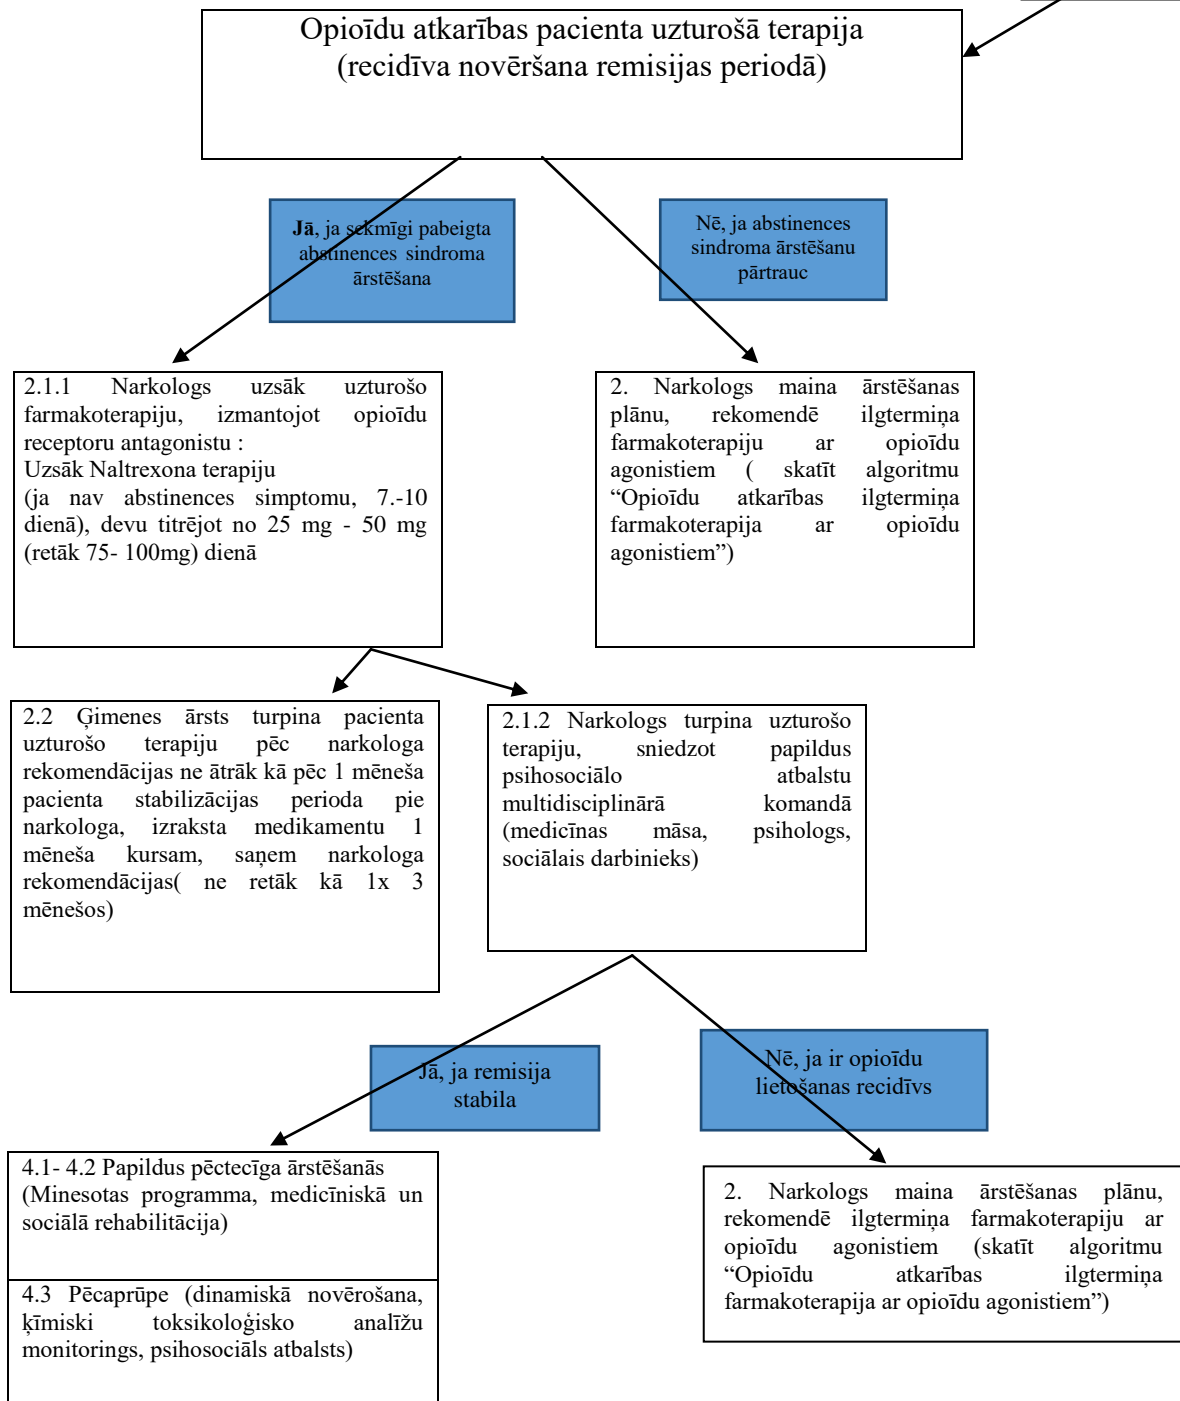 Opioīdu atkarības pacienta uzturošā terapija
(recidīva novēršana remisijas periodā)
Jā, ja sekmīgi pabeigta
abstinences sindroma
ārstēšana
Nē, ja abstinences
sindroma ārstēšanu
pārtrauc
2.1.1 Narkologs uzsāk uzturošo
farmakoterapiju, izmantojot opioīdu
receptoru antagonistu :
Uzsāk Naltrexona terapiju
(ja nav abstinences simptomu, 7.-10
dienā), devu titrējot no 25 mg - 50 mg
(retāk 75- 100mg) dienā
2. Narkologs maina ārstēšanas
plānu, rekomendē ilgtermiņa
farmakoterapiju ar opioīdu
agonistiem ( skatīt algoritmu
“Opioīdu atkarības ilgtermiņa
farmakoterapija ar opioīdu
agonistiem”)
2.2 Ģimenes ārsts turpina pacienta
uzturošo terapiju pēc narkologa
rekomendācijas ne ātrāk kā pēc 1 mēneša
pacienta stabilizācijas perioda pie
narkologa, izraksta medikamentu 1
mēneša kursam, saņem narkologa
rekomendācijas( ne retāk kā 1x 3
mēnešos)
2.1.2 Narkologs turpina uzturošo
terapiju, sniedzot papildus
psihosociālo atbalstu
multidisciplinārā komandā
(medicīnas māsa, psihologs,
sociālais darbinieks)
Jā, ja remisija
stabila
Nē, ja ir opioīdu
lietošanas recidīvs
4.1- 4.2 Papildus pēctecīga ārstēšanās
(Minesotas programma, medicīniskā un
sociālā rehabilitācija)
4.3 Pēcaprūpe (dinamiskā novērošana,
ķīmiski toksikoloģisko analīžu
monitorings, psihosociāls atbalsts)
2. Narkologs maina ārstēšanas plānu,
rekomendē ilgtermiņa farmakoterapiju ar
opioīdu agonistiem (skatīt algoritmu
“Opioīdu atkarības ilgtermiņa
farmakoterapija ar opioīdu agonistiem”)